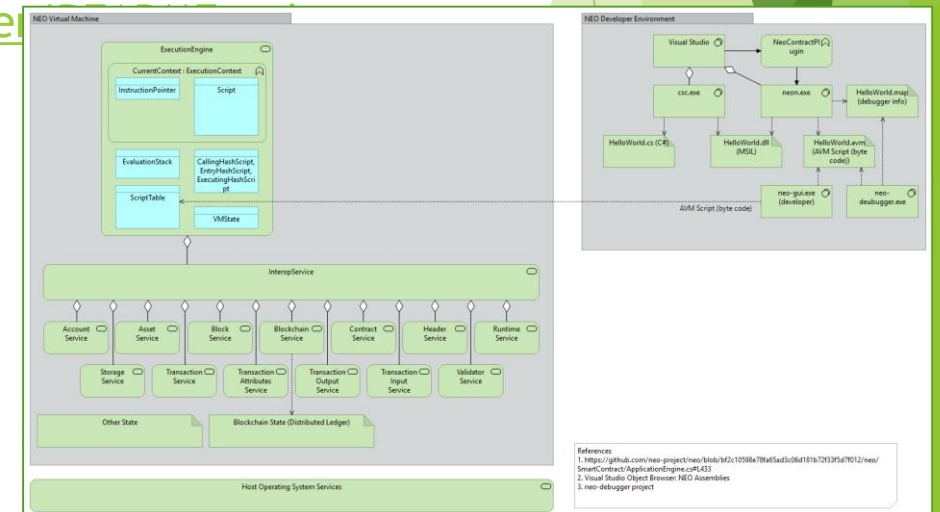 NEO Virtual Machine
ExecutionEngine
CurrentContext : ExecutionContext
InstructionPointer
Script
EvaluationStack
CallingHashScript,
EntryHashScript,
ExecutingHashScri
pt
ScriptTable
VMState
InteropService
Account
Service
Asset
Service
Block
Service
Blockchain
Service
Contract
Service
Header
Service
Runtime
Service
Storage
Service
Transaction
Service
Transaction
Attributes
Service
Transaction
Output
Service
Transaction
Input
Service
Validator
Service
Other State
Blockchain State (Distributed Ledger)
Host Operating System Services
NEO Developer Environment
Visual Studio
NeoContractPl
ugin
csc.exe
neon.exe
HelloWorld.map
(debugger info)
HelloWorld.cs (C#)
HelloWorld.dll
(MSIL)
HelloWorld.avm
(AVM Script (byte
code))
neo-gui.exe
(developer)
neo-
deubugger.exe
AVM Script (byte code)
References
1. https://github.com/neo-project/neo/blob/bf2c10598e78fa65ad3c06d181b72f33f5d7f012/neo/
SmartContract/ApplicationEngine.cs#L433
2. Visual Studio Object Browser: NEO Assemblies
3. neo-debugger project